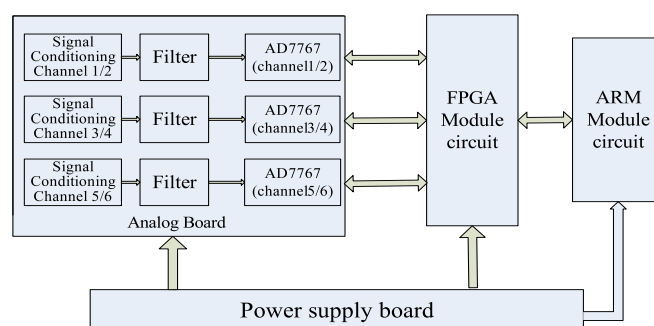 Signal
Conditioning
Channel 1/2
Filter
AD7767
(channel1/2)
Signal
Conditioning
Channel 3/4
Filter
AD7767
(channel3/4)
Signal
Conditioning
Channel 5/6
Filter
AD7767
(channel5/6)
Analog Board
FPGA
Module
circuit
ARM
Module
circuit
Power supply board